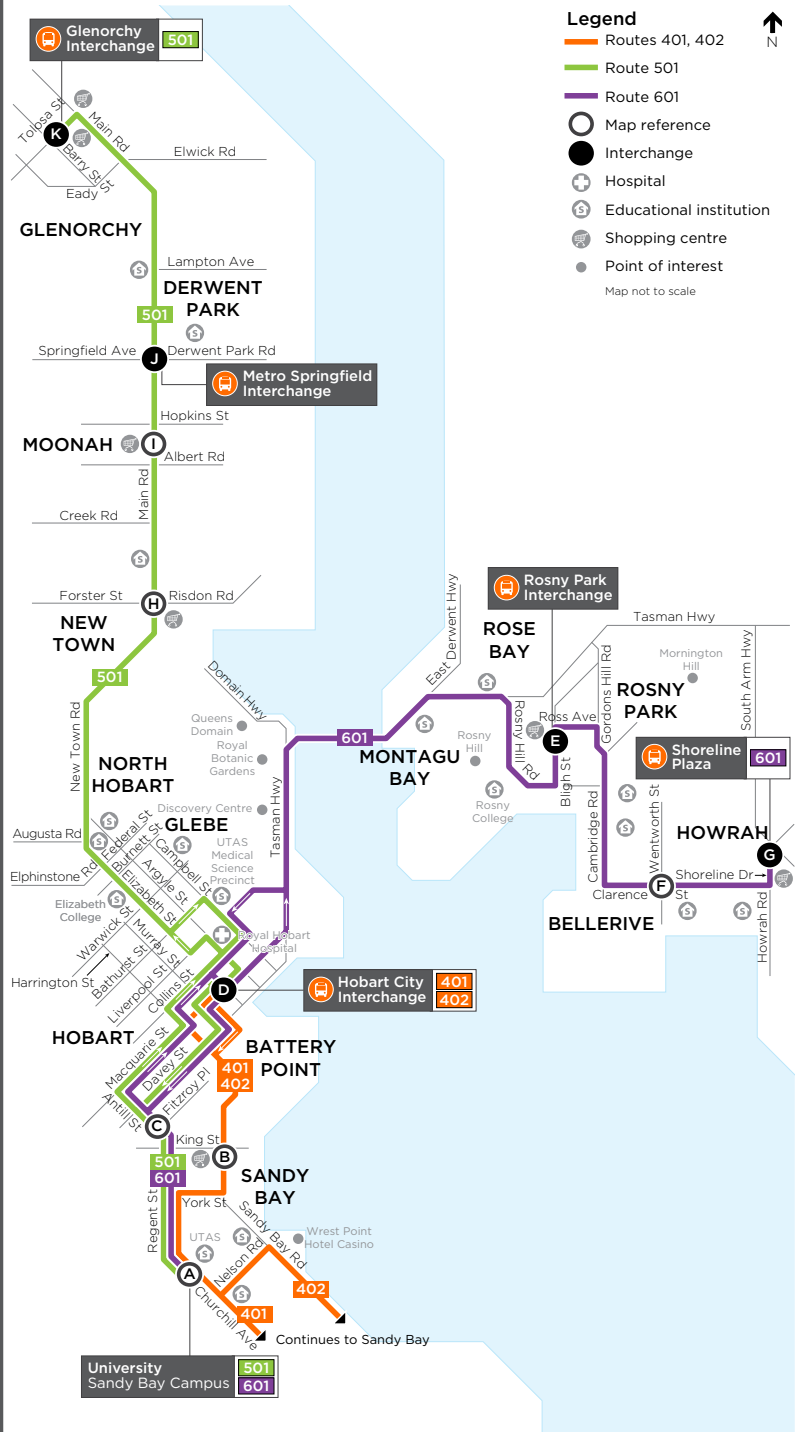 Glenorchy
Interchange
501
Legend
Routes 401, 402
Route 501
Route 601
Map reference
Interchange
Hospital
Educational institution
Shopping centre
Point of interest
Map not to scale
N
Tolosa St
Main Rd
K
Barry St
St
Eady
Elwick Rd
GLENORCHY
Lampton Ave
DERWENT
PARK
501
Springfield Ave
J
Derwent Park Rd
Metro Springfield
Interchange
Hopkins St
MOONAH
I
Albert Rd
Main Rd
Creek Rd
Forster St
H
Risdon Rd
NEW
TOWN
501
New Town Rd
Rosny Park
Interchange
East Derwent Hwy
ROSE
BAY
Tasman Hwy
Mornington
Hill
Gordons Hill Rd
South Arm Hwy
ROSNY
PARK
Domain Hwy
Queens
Domain
Royal
Botanic
Gardens
601
MONTAGU
BAY
Rosny
Hill
Rosny Hill Rd
Ross Ave
E
Bligh St
Shoreline
Plaza
601
NORTH
HOBART
Discovery Centre
Tasman Hwy
Rosny
College
Cambridge Rd
Wentworth St
HOWRAH
G
GLEBE
Augusta Rd
Federal St
Burnett St
Elphinstone Rd
Argyle St
Campbell St
UTAS
Medical
Science
Precinct
Elizabeth St
Elizabeth
College
Shoreline Dr
F
Clarence
St
BELLERIVE
Howrah Rd
Warwick St
Murray St
Royal Hobart
Hospital
Harrington St
Bathurst St
Liverpool St
Collins St
D
Hobart City
Interchange
401
402
HOBART
Macquarie St
Davey St
BATTERY
POINT
401
402
Antill St
Fitzroy Pl
C
King St
B
501
601
SANDY
BAY
Regent St
York St
Sandy Bay Rd
UTAS
Nelson Rd
Wrest Point
Hotel Casino
A
Churchill Ave
401
402
Continues to Sandy Bay
University
Sandy Bay Campus
501
601